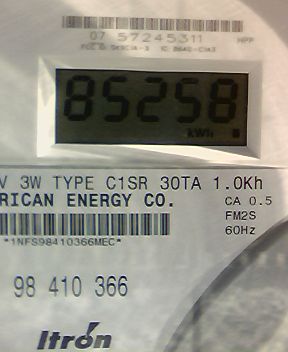 07 57245311
HPP
85258
kWh
V 3W TYPE C1SR 30TA 1.0Kh
RICAN ENERGY CO.
CA 0.5
FM2S
60Hz
*1NFS98410366MEC*
98 410 366
Itron